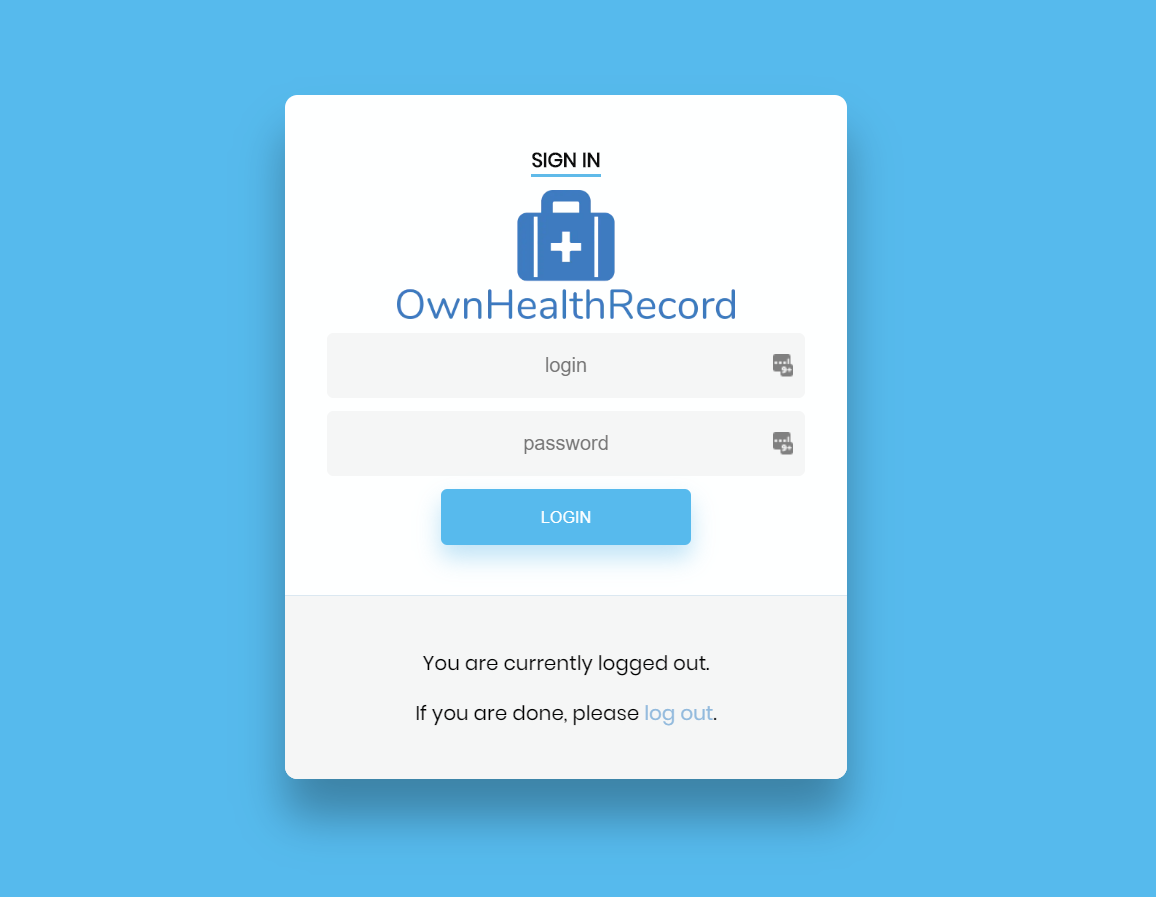 SIGN IN
OwnHealthRecord
login
password
LOGIN
You are currently logged out.
If you are done, please log out.